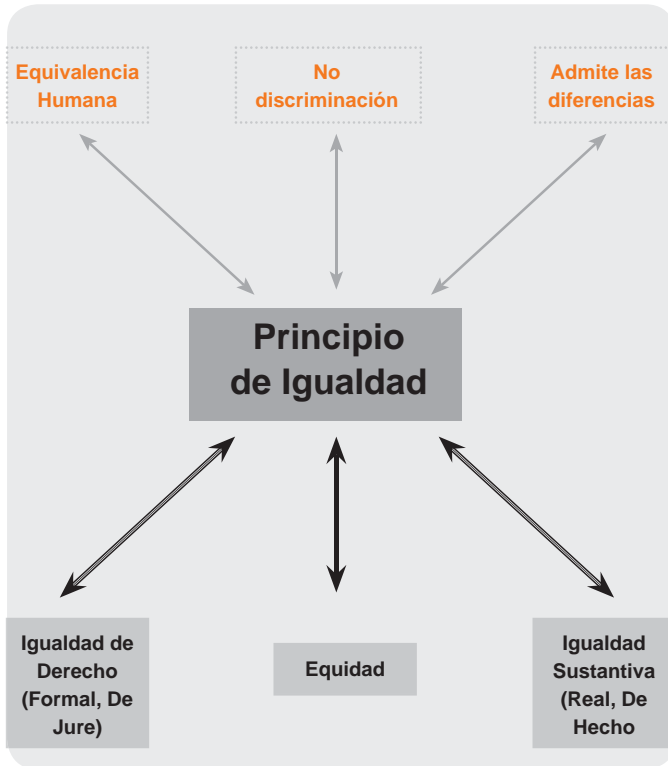 Equivalencia
Humana
No
discriminación
Admite las
diferencias
Principio
de Igualdad
Igualdad de
Derecho
(Formal, De
Jure)
Equidad
Igualdad
Sustantiva
(Real, De
Hecho